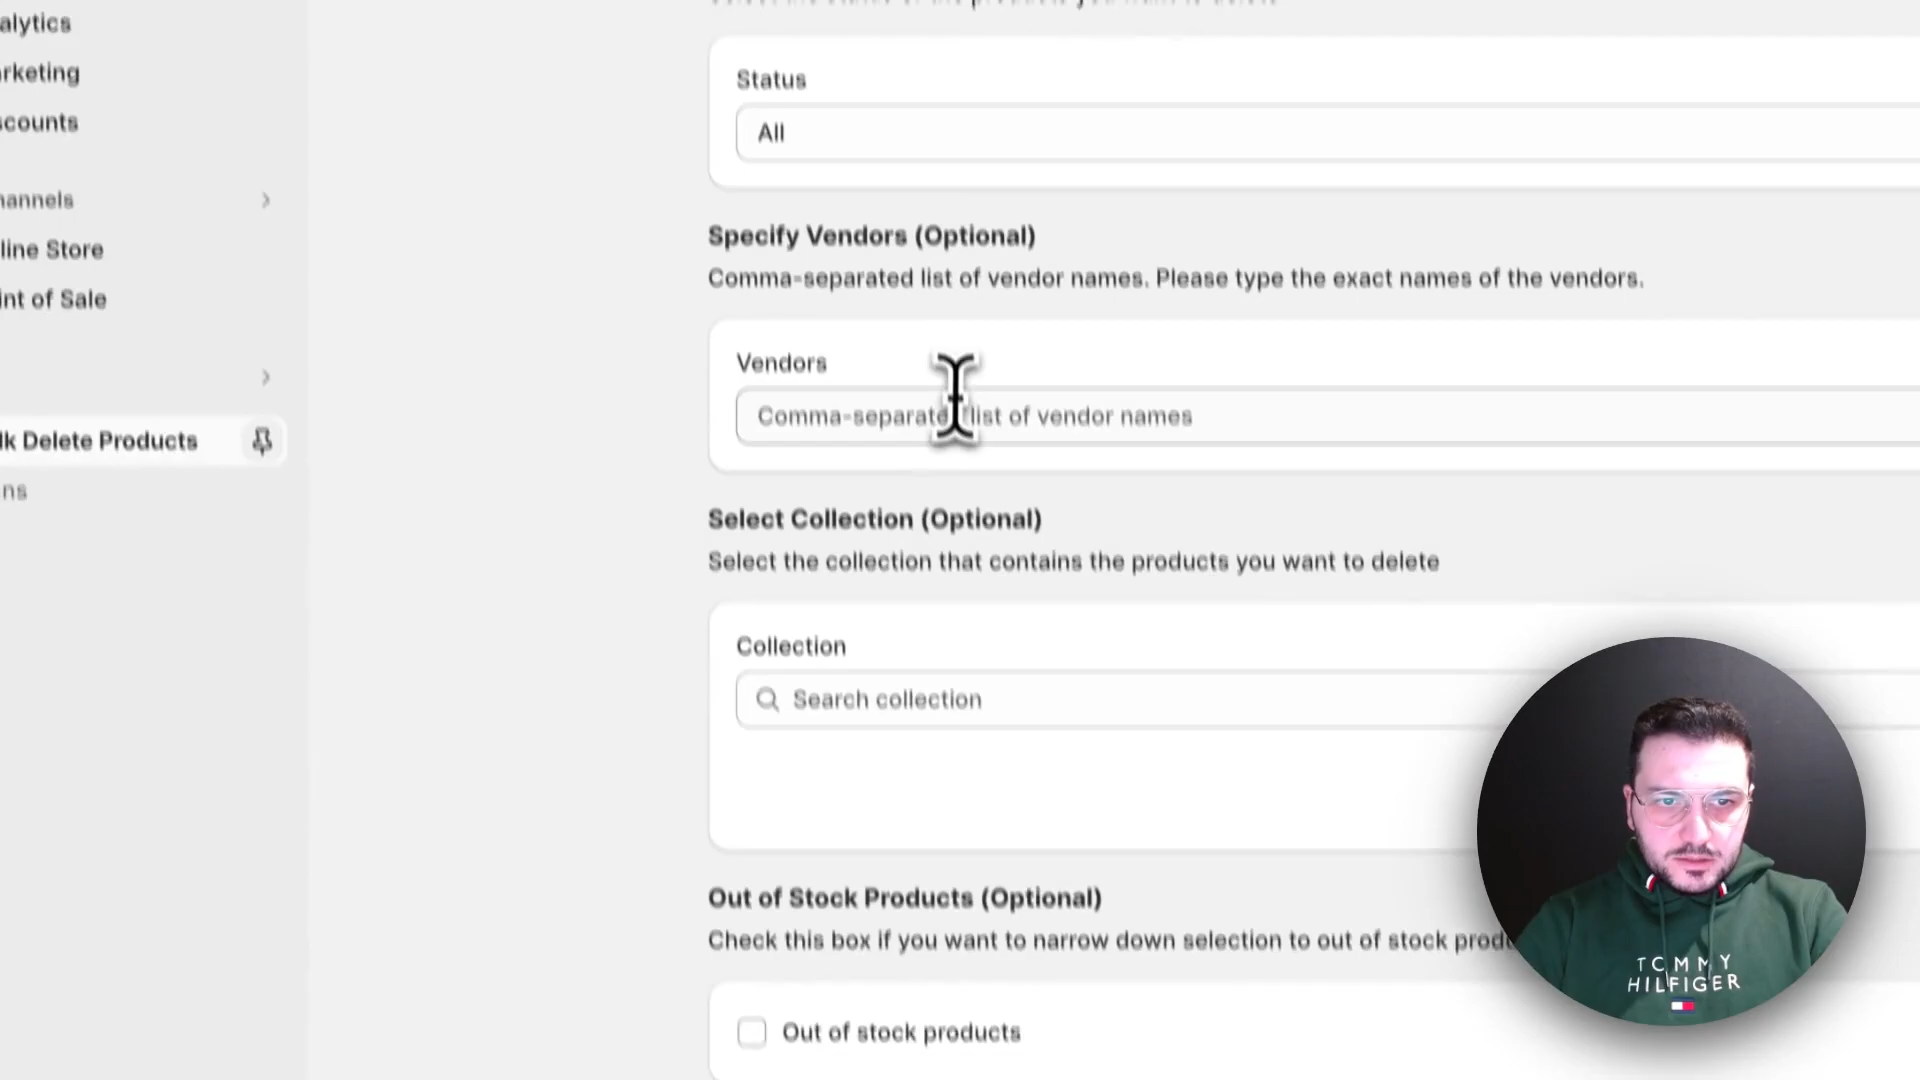 alytics
rketing
counts
hannels
line Store
int of Sale
lk Delete Products
ns
Status
All
Specify Vendors (Optional)
Comma-separated list of vendor names. Please type the exact names of the vendors.
Vendors
Comma-separate list of vendor names
Select Collection (Optional)
Select the collection that contains the products you want to delete
Collection
Search collection
Out of Stock Products (Optional)
Check this box if you want to narrow down selection to out of stock prod
Out of stock products
TOMMY
HILFIGER